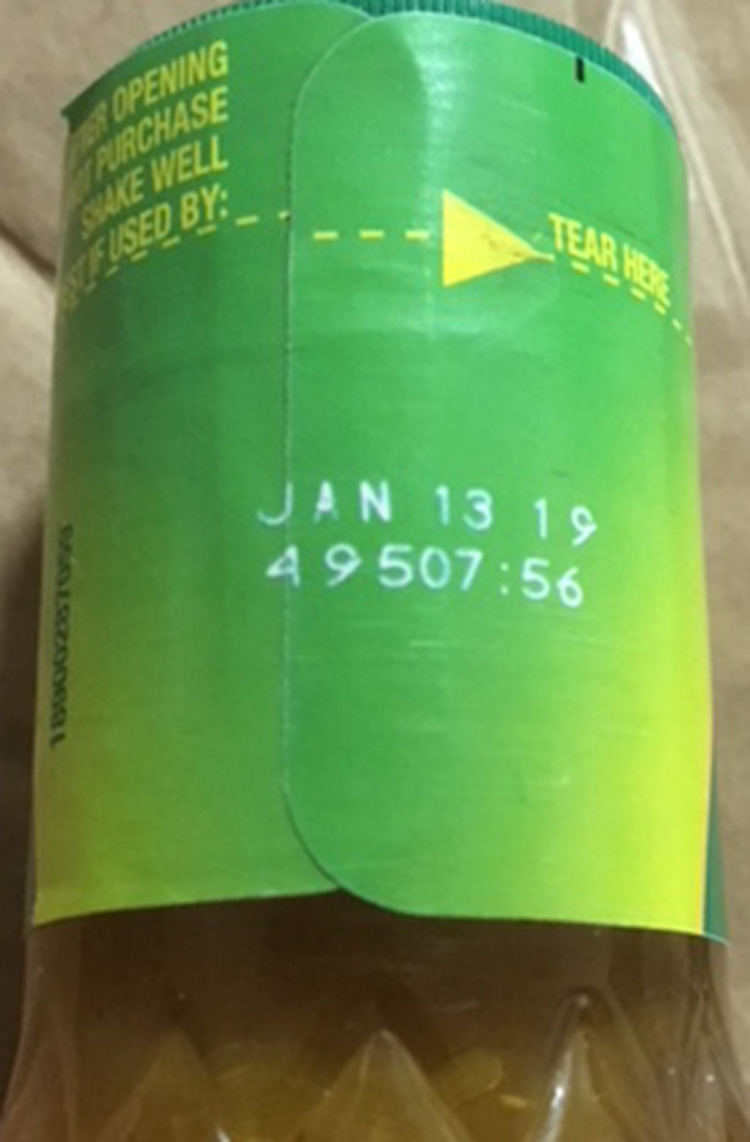 OPENING
PURCHASE
SHAKE WELL
IF USED BY:
TEAR HERE
JAN 13 19
49507:56